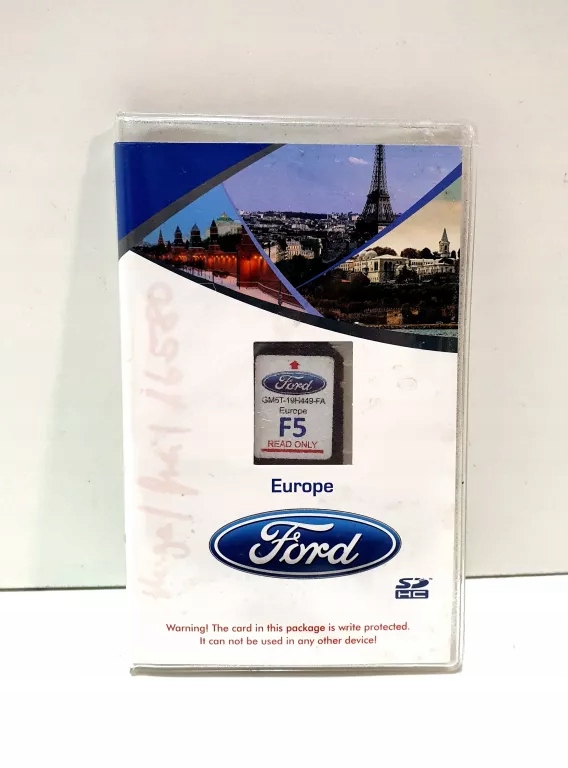 Ford
GM5T-19H449-FA
Europe
F5
READ ONLY
Europe
Ford
SD
HC
Warning! The card in this package is write protected.
It can not be used in any other device!